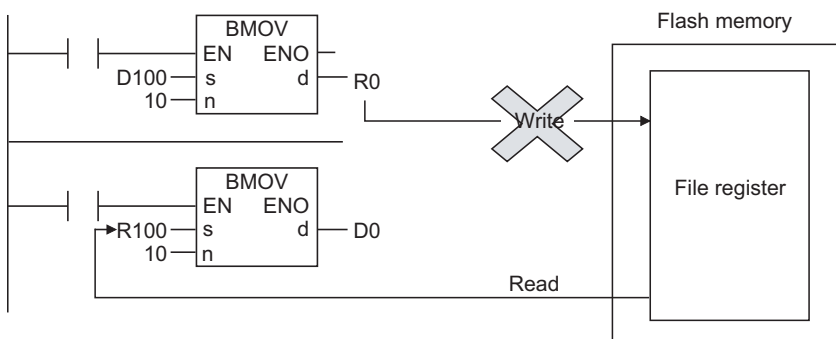 Flash memory
BMOV
EN ENO
D100 s d R0
10 n
Write
File register
BMOV
EN ENO
R100 s d D0
10 n
Read